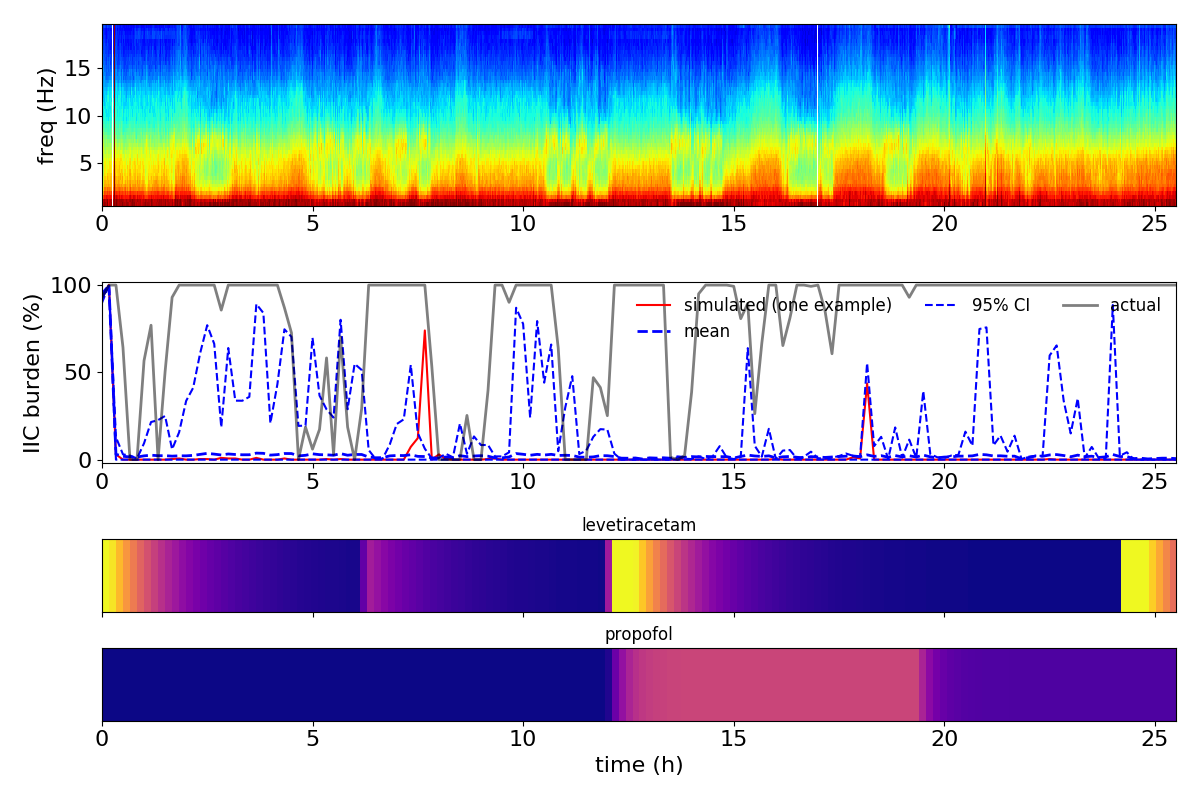 freq (Hz)
15
10
5
0 5 10 15 20 25
IIC burden (%)
100
50
0
simulated (one example) 95% CI actual
mean
0 5 10 15 20 25
levetiracetam
propofol
0 5 10 15 20 25
time (h)